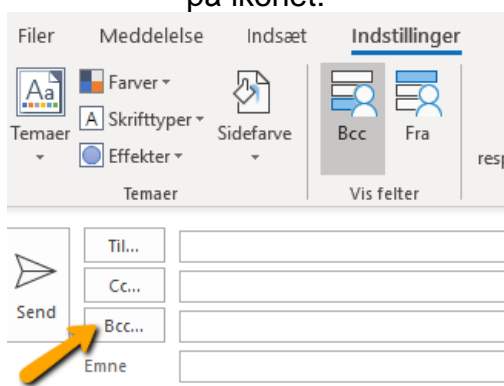 på ikonet.
Filer Meddelelse Indsæt Indstillinger
Aa Farver
A Skrifttyper
Temaer Effekter Sidefarve Bcc Fra
Temaer Vis felter
Til...
Cc...
Send Bcc...
Emne